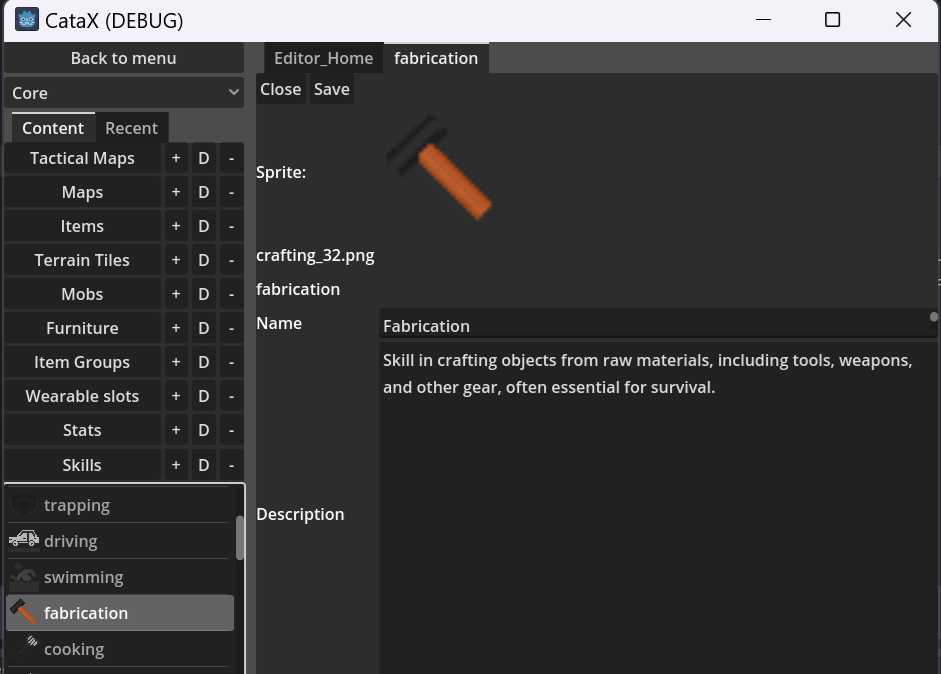 CataX (DEBUG)
Back to menu
Core
Content Recent
Tactical Maps + D -
Maps + D -
Items + D -
Terrain Tiles + D -
Mobs + D -
Furniture + D -
Item Groups + D -
Wearable slots + D -
Stats + D -
Skills + D -
trapping
driving
swimming
fabrication
cooking
Editor_Home fabrication
Close Save
Sprite:
crafting_32.png
fabrication
Name Fabrication
Description
Skill in crafting objects from raw materials, including tools, weapons,
and other gear, often essential for survival.